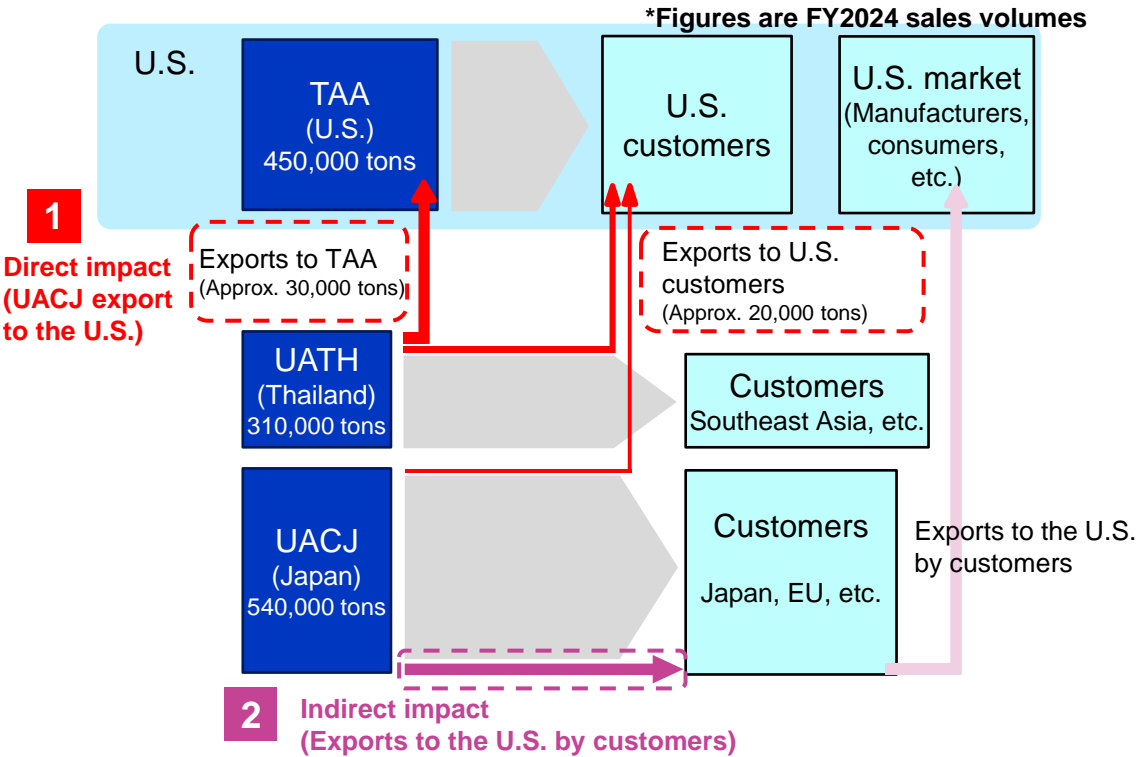 *Figures are FY2024 sales volumes
U.S.
TAA
(U.S.)
450,000 tons
U.S.
customers
U.S. market
(Manufacturers,
consumers,
etc.)
1
Direct impact
(UACJ export
to the U.S.)
Exports to TAA
(Approx. 30,000 tons)
Exports to U.S.
customers
(Approx. 20,000 tons)
UATH
(Thailand)
310,000 tons
Customers
Southeast Asia, etc.
UACJ
(Japan)
540,000 tons
Customers
Japan, EU, etc.
Exports to the U.S.
by customers
2
Indirect impact
(Exports to the U.S. by customers)